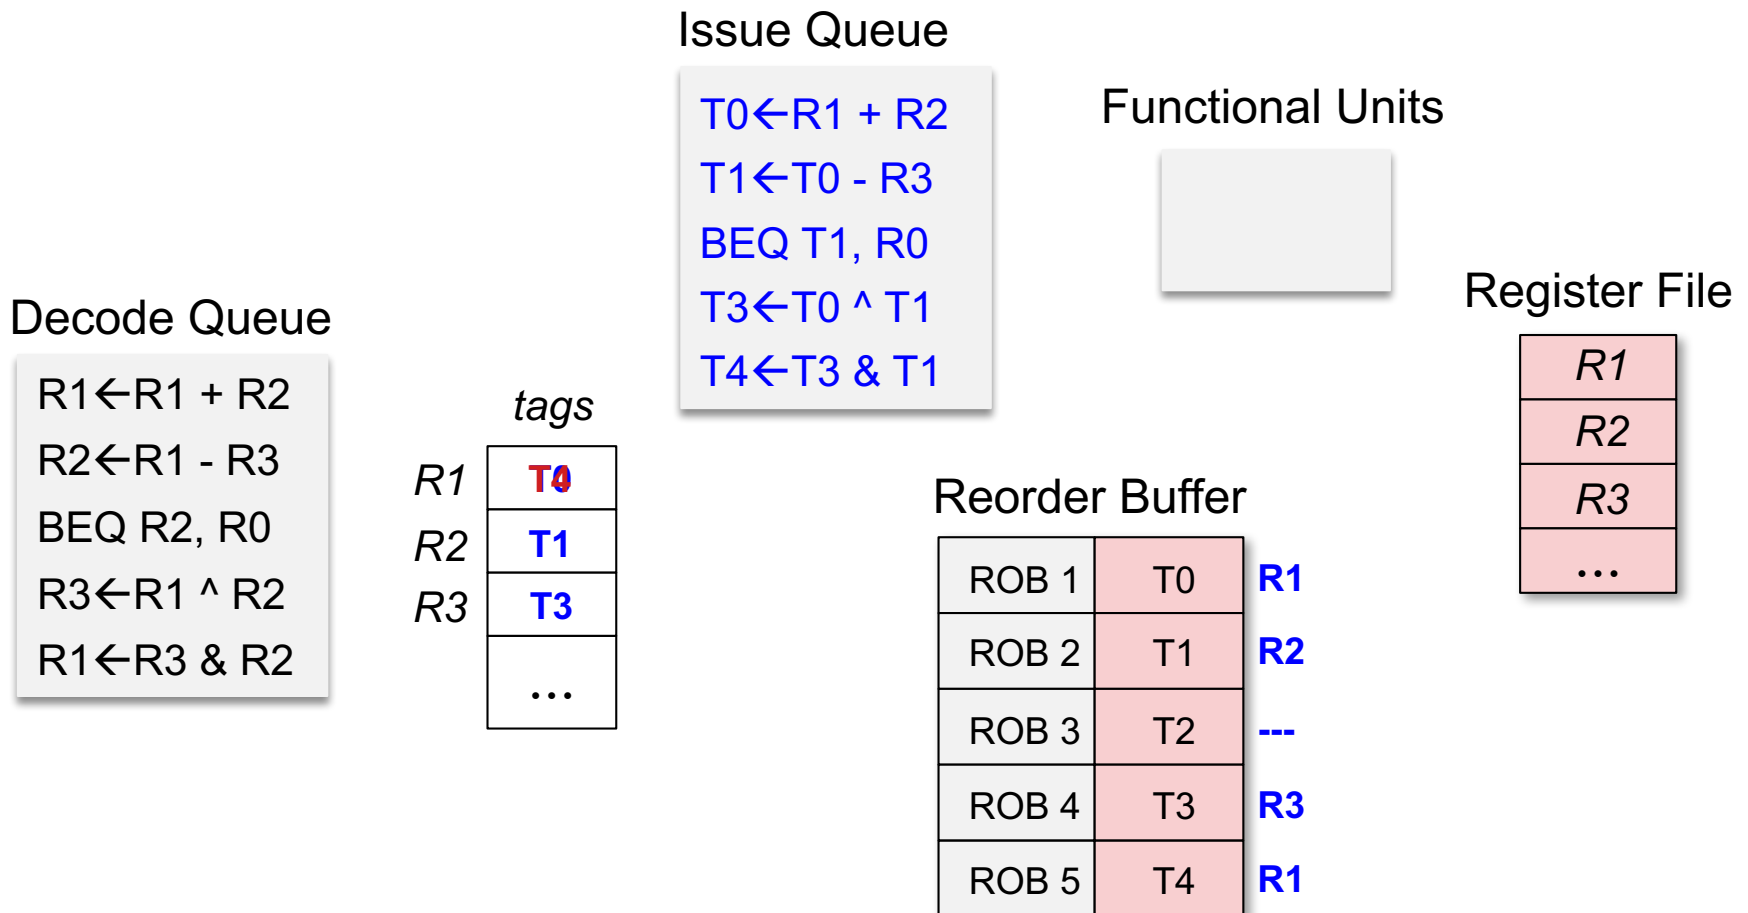 Issue Queue
T0←R1 + R2
T1←T0 - R3
BEQ T1, R0
T3←T0 ^ T1
T4←T3 & T1
Functional Units
Register File
R1
R2
R3
...
Decode Queue
R1←R1 + R2
R2←R1 - R3
BEQ R2, R0
R3←R1 ^ R2
R1←R3 & R2
tags
R1 T4
R2 T1
R3 T3
...
Reorder Buffer
ROB 1 T0 R1
ROB 2 T1 R2
ROB 3 T2 ---
ROB 4 T3 R3
ROB 5 T4 R1